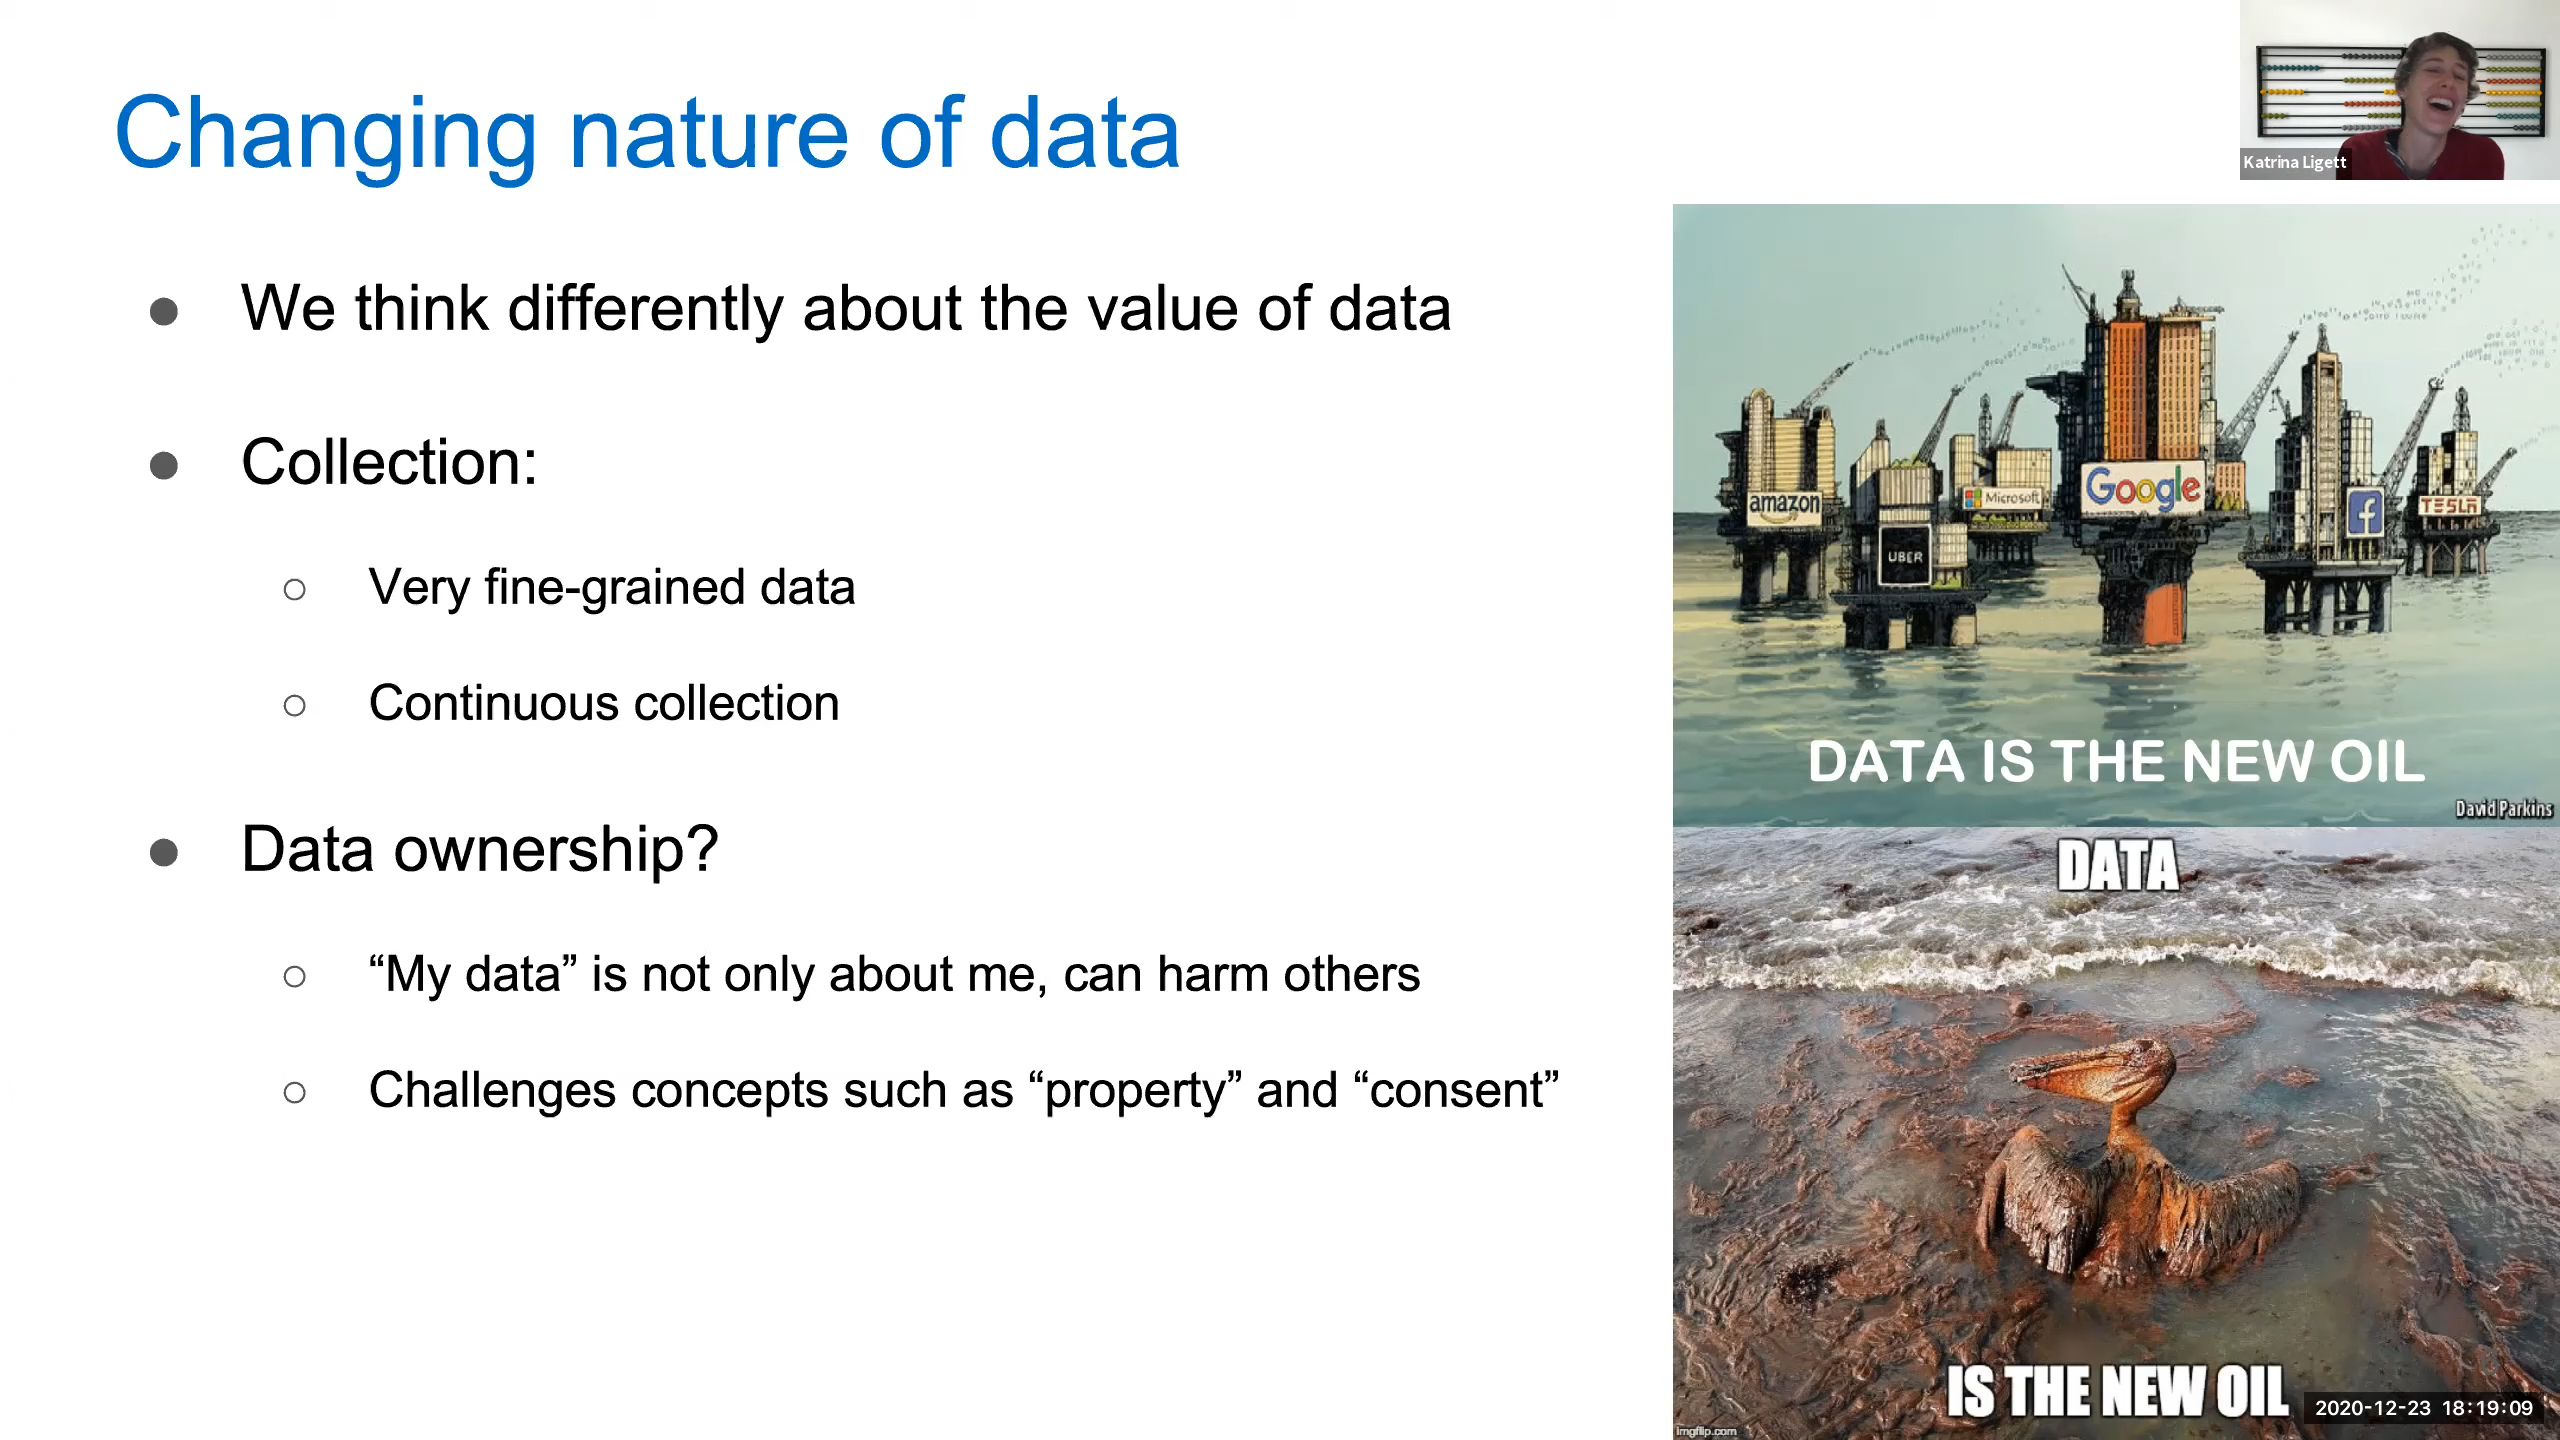 Changing nature of data
Katrina Ligett
We think differently about the value of data
Collection:
Very fine-grained data
Continuous collection
Data ownership?
“My data” is not only about me, can harm others
Challenges concepts such as “property” and “consent”
amazon
UBER
Microsoft
Google
f
TESLA
DATA IS THE NEW OIL
David Parkins
DATA
IS THE NEW OIL
imgflip.com
2020-12-23 18:19:09